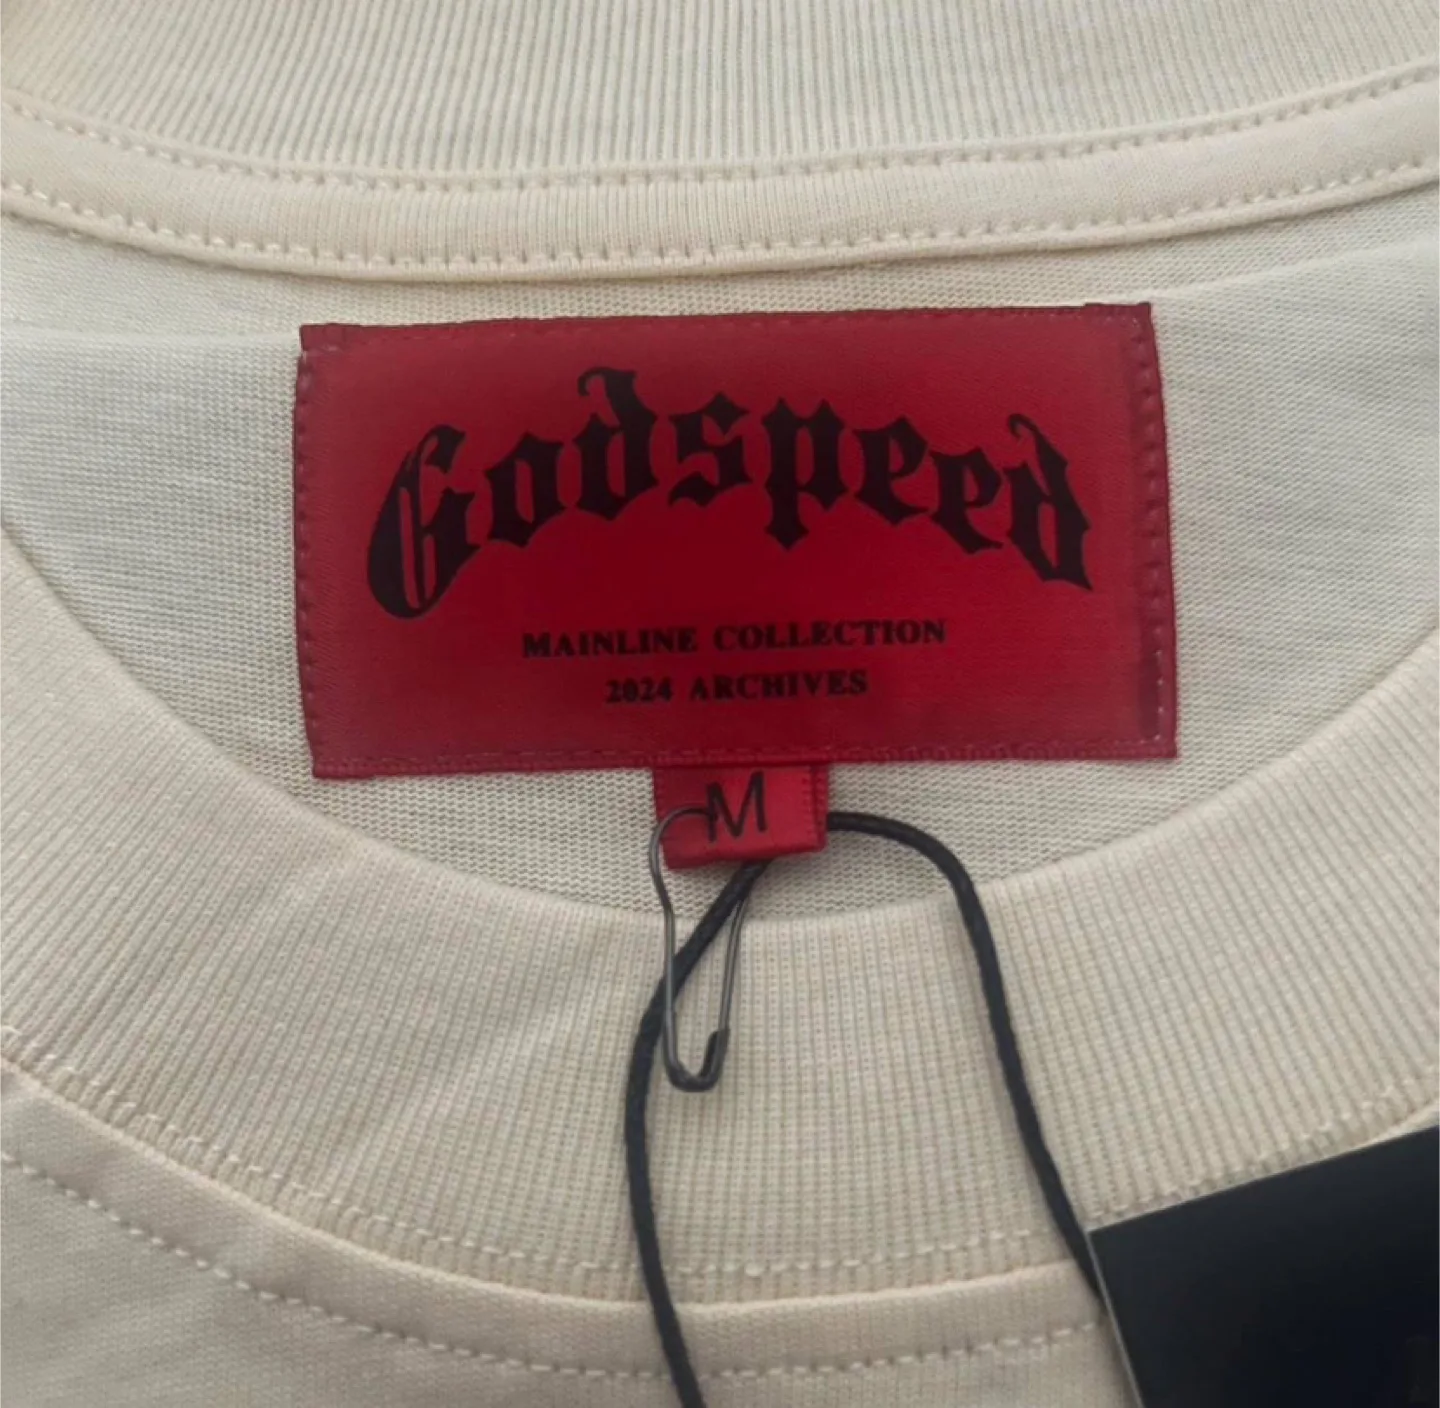 Godspeed
MAINLINE COLLECTION
2024 ARCHIVES
M